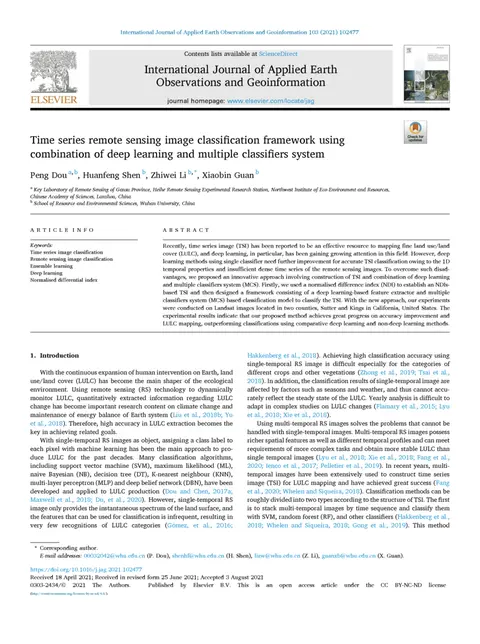 International Journal of Applied Earth Observations and Geoinformation 103 (2021) 102477
Contents lists available at ScienceDirect
International Journal of Applied Earth
Observations and Geoinformation
journal homepage: www.elsevier.com/locate/jag
ELSEVIER
Time series remote sensing image classification framework using
combination of deep learning and multiple classifiers system
Peng Dou a,b, Huanfeng Shen b, Zhiwei Li b,*, Xiaobin Guan b
a Key Laboratory of Remote Sensing of Gansu Province, Heihe Remote Sensing Experimental Research Station, Northwest Institute of Eco-Environment and Resources,
Chinese Academy of Sciences, Lanzhou, China
b School of Resource and Environmental Sciences, Wuhan University, China
ARTICLE INFO
Keywords:
Time series image classification
Remote sensing image classification
Ensemble learning
Deep learning
Normalised differential index
ABSTRACT
Recently, time series image (TSI) has been reported to be an effective resource to mapping fine land use/land
cover (LULC), and deep learning, in particular, has been gaining growing attention in this field. However, deep
learning methods using single classifier need further improvement for accurate TSI classification owing to the 1D
temporal properties and insufficient dense time series of the remote sensing images. To overcome such disad-
vantages, we proposed an innovative approach involving construction of TSI and combination of deep learning
and multiple classifiers system (MCS). Firstly, we used a normalised difference index (NDI) to establish an NDIs-
based TSI and then designed a framework consisting of a deep learning-based feature extractor and multiple
classifiers system (MCS) based classification model to classify the TSI. With the new approach, our experiments
were conducted on Landsat images located in two counties, Sutter and Kings in California, United States. The
experimental results indicate that our proposed method achieves great progress on accuracy improvement and
LULC mapping, outperforming classifications using comparative deep learning and non-deep learning methods.
1. Introduction
With the continuous expansion of human intervention on Earth, land
use/land cover (LULC) has become the main shaper of the ecological
environment. Using remote sensing (RS) technology to dynamically
monitor LULC, quantitatively extracted information regarding LULC
change has become important research content on climate change and
maintenance of energy balance of Earth system (Liu et al., 2018b; Yu
et al., 2018). Therefore, high accuracy in LULC extraction becomes the
key in achieving related goals.
With single-temporal RS images as object, assigning a class label to
each pixel with machine learning has been the main approach to pro-
duce LULC for the past decades. Many classification algorithms,
including support vector machine (SVM), maximum likelihood (ML),
naive Bayesian (NB), decision tree (DT), K-nearest neighbour (KNN),
multi-layer perceptron (MLP) and deep belief network (DBN), have been
developed and applied to LULC production (Dou and Chen, 2017a;
Maxwell et al., 2018; Du, et al., 2020). However, single-temporal RS
image only provides the instantaneous spectrum of the land surface, and
the features that can be used for classification is infrequent, resulting in
very few recognitions of LULC categories (Gomez, et al., 2016;
Hakkenberg et al., 2018). Achieving high classification accuracy using
single-temporal RS image is difficult especially for the categories of
different crops and other vegetations (Zhong et al., 2019; Tsai et al.,
2018). In addition, the classification results of single-temporal image are
affected by factors such as season and weather, and thus cannot accu-
rately reflect the steady state of the LULC. Yearly analysis is difficult to
adapt in complex studies on LULC changes (Flamary et al., 2015; Lyu
et al., 2018; Xie et al., 2018).
Using multi-temporal RS images solves the problems that cannot be
handled with single-temporal images. Multi-temporal RS images possess
richer spatial features as well as different temporal profiles and can meet
requirements of more complex tasks and obtain more stable LULC than
single temporal images (Lyu et al., 2018; Xie et al., 2018; Fang et al.,
2020; Ienco et al., 2017; Pelletier et al., 2019). In recent years, multi-
temporal images have been extensively used to construct time series
image (TSI) for LULC mapping and have achieved great success (Fang
et al., 2020; Whelen and Siqueira, 2018). Classification methods can be
roughly divided into two types according to the structure of TSI. The first
is to stack multi-temporal images by time sequence and classify them
with SVM, random forest (RF), and other classifiers (Hakkenberg et al.,
2018; Whelen and Siqueira, 2018; Gong et al., 2019). This method
* Corresponding author.
(P. Dou), shenhf@whu.edu.cn (H. Shen), (Z. Li), (X. Guan).
https://doi.org/10.1016/j.jag.2021.102477
Received 18 April 2021; Received in revised form 25 June 2021; Accepted 3 August 2021
0303-2434/© 2021 The Authors. Published by Elsevier B.V. This is an open access article under the CC BY-NC-ND license